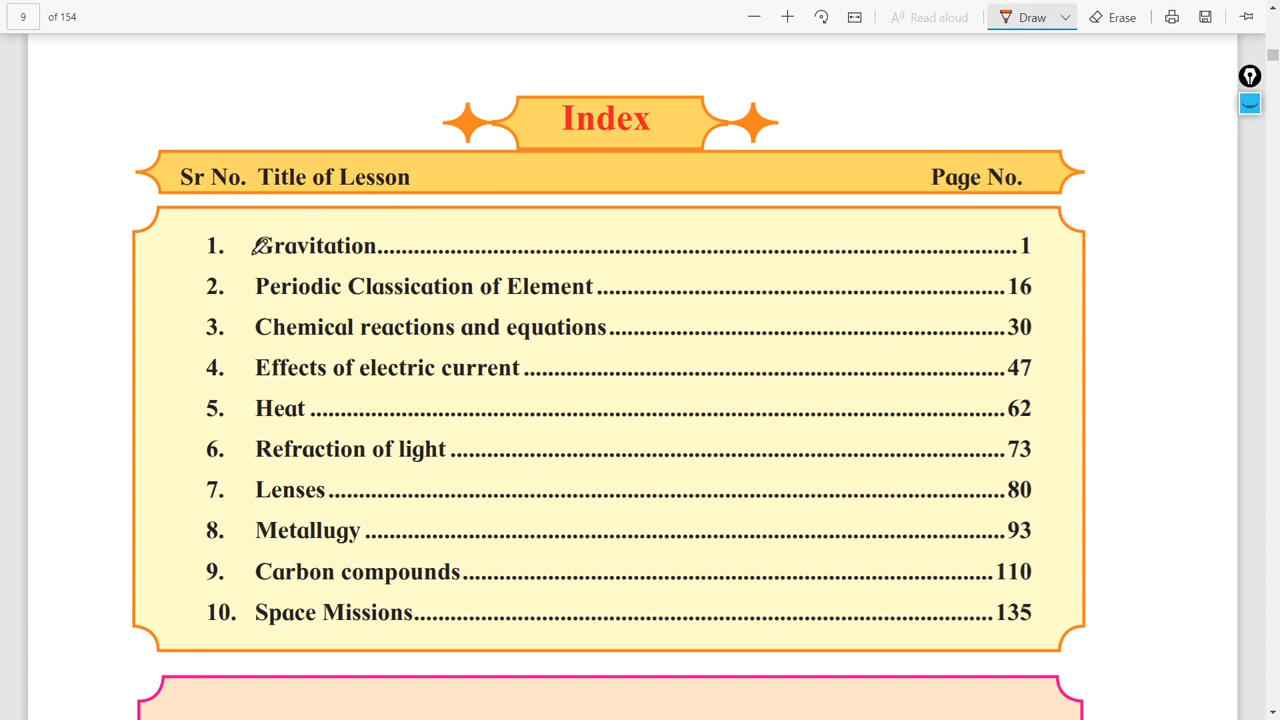 9 of 154 Read aloud Draw Erase
Index
Sr No. Title of Lesson Page No.
1. Gravitation....................................................................................................1
2. Periodic Classication of Element..................................................................16
3. Chemical reactions and equations................................................................30
4. Effects of electric current..............................................................................47
5. Heat................................................................................................................62
6. Refraction of light..........................................................................................73
7. Lenses.............................................................................................................80
8. Metallugy.......................................................................................................93
9. Carbon compounds......................................................................................110
10. Space Missions..............................................................................................135